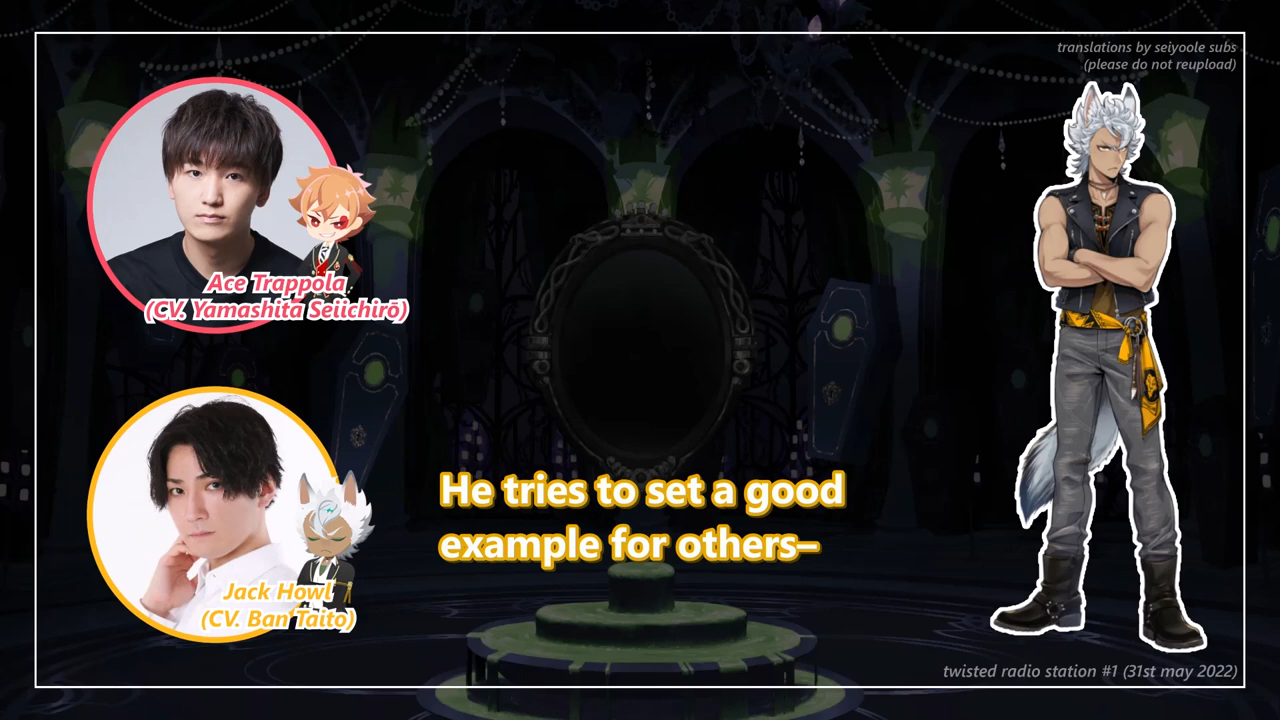 translations by seiyoole subs
(please do not reupload)
Ace Trappola
(CV. Yamashita Seiichirō)
He tries to set a good
example for others–
Jack Howl
(CV. Ban Taito)
twisted radio station #1 (31st may 2022)